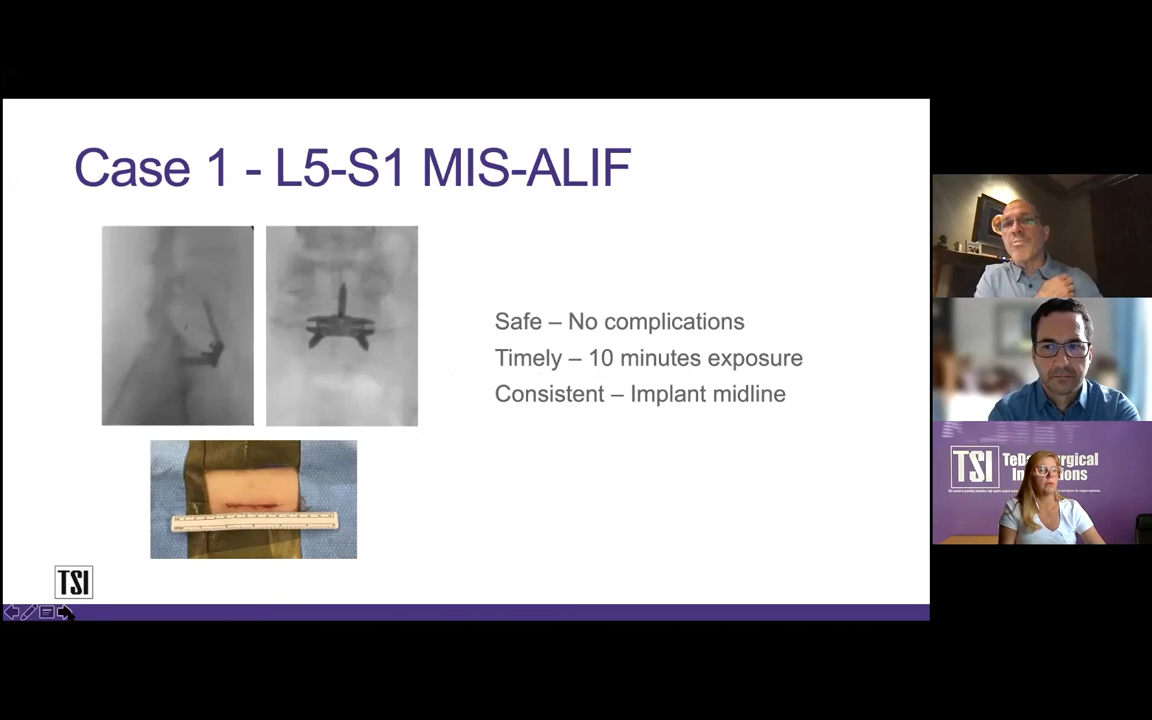 Case 1 - L5-S1 MIS-ALIF
Safe – No complications
Timely – 10 minutes exposure
Consistent – Implant midline
TSI
TSI